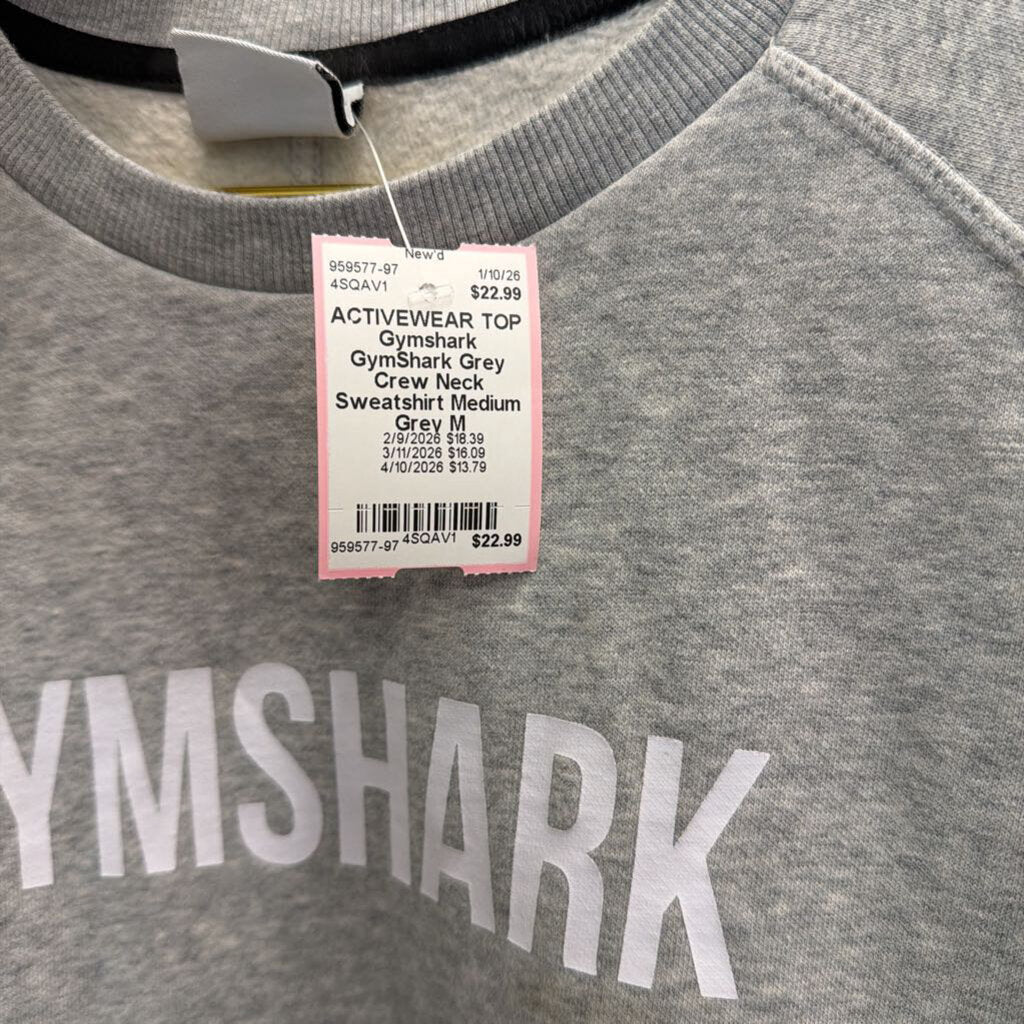 New'd
959577-97 1/10/26
4SQAV1 $22.99
ACTIVEWEAR TOP
Gymshark
GymShark Grey
Crew Neck
Sweatshirt Medium
Grey M
2/9/2026 $18.39
3/11/2026 $16.09
4/10/2026 $13.79
959577-97 4SQAV1 $22.99
YMSHARK